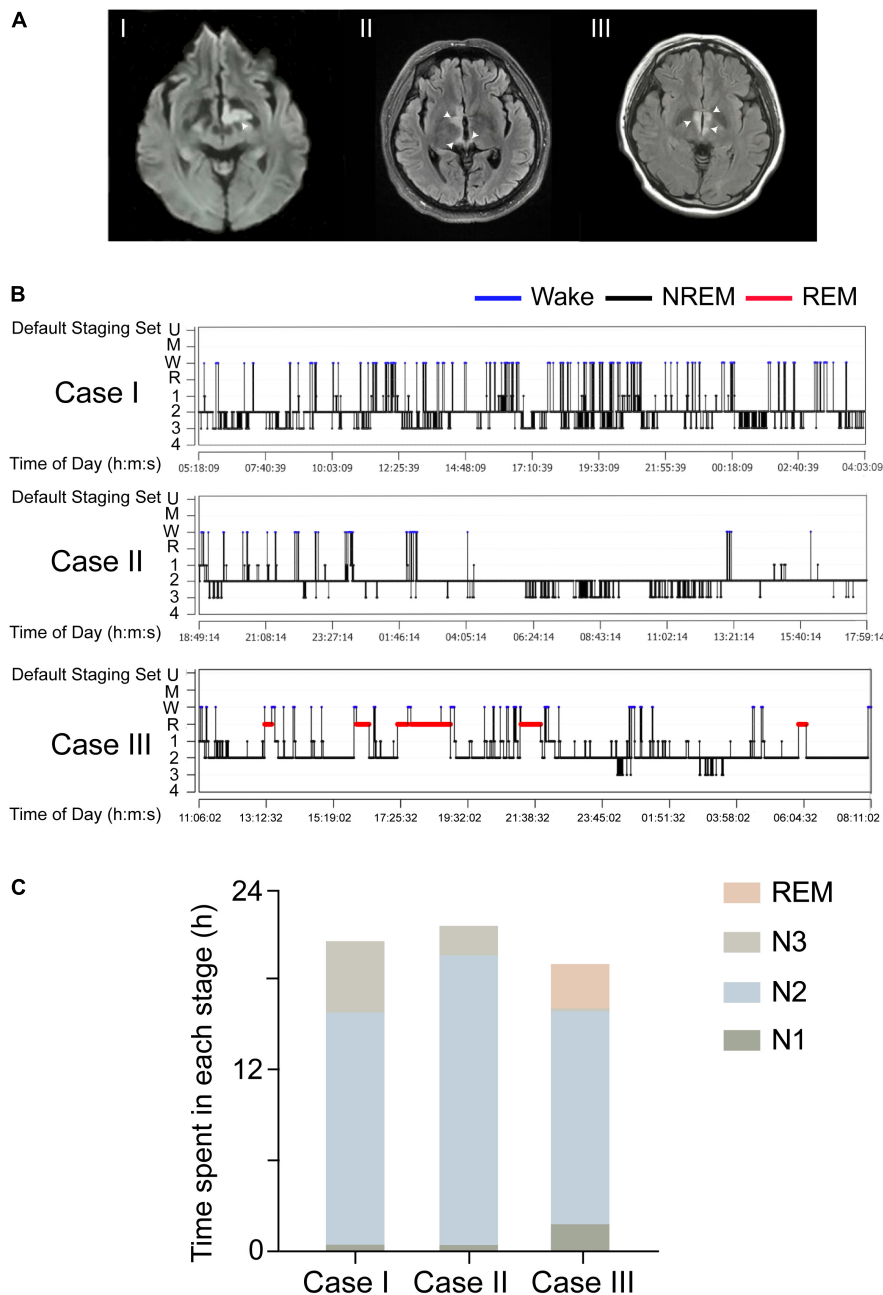 A
I II III
B
Wake NREM REM
Default Staging Set U
M
W
R
1
2
3
4
Case I
Time of Day (h:m:s) 05:18:09 07:40:39 10:03:09 12:25:39 14:48:09 17:10:39 19:33:09 21:55:39 00:18:09 02:40:39 04:03:09
Default Staging Set U
M
W
R
1
2
3
4
Case II
Time of Day (h:m:s) 18:49:14 21:08:14 23:27:14 01:46:14 04:05:14 06:24:14 08:43:14 11:02:14 13:21:14 15:40:14 17:59:14
Default Staging Set U
M
W
R
1
2
3
4
Case III
Time of Day (h:m:s) 11:06:02 13:12:32 15:19:02 17:25:32 19:32:02 21:38:32 23:45:02 01:51:32 03:58:02 06:04:32 08:11:02
C
Time spent in each stage (h)
24
12
0
Case I Case II Case III
REM
N3
N2
N1